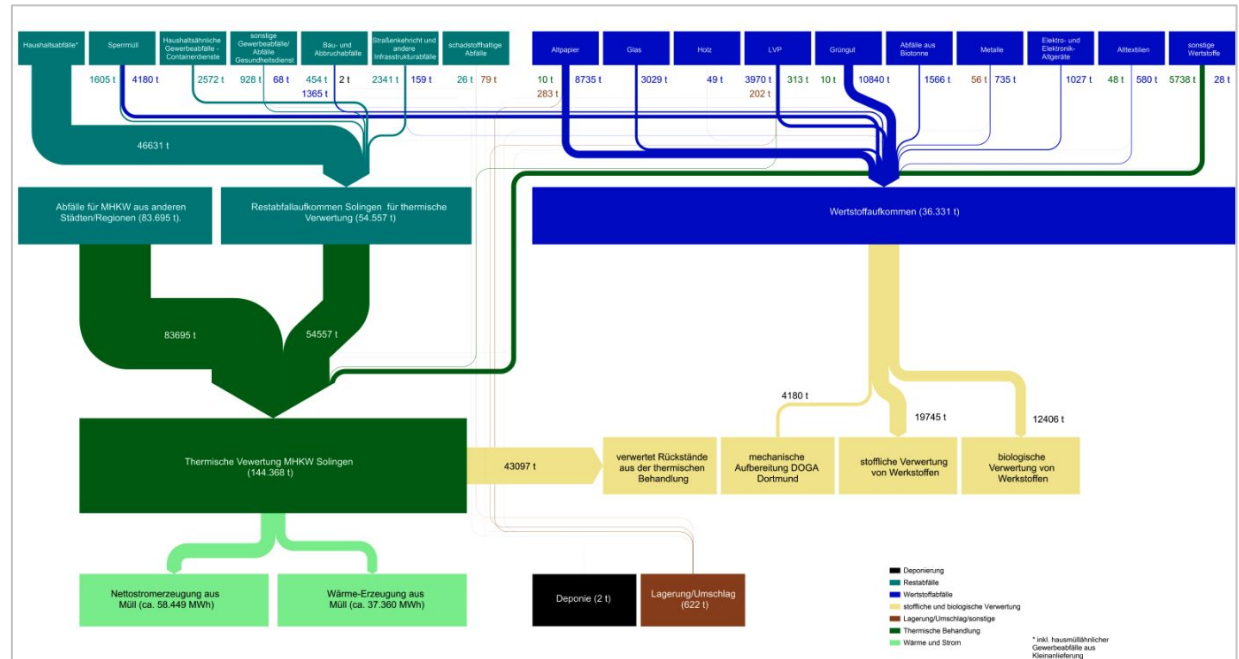 Haushaltsabfälle*
Sperrmüll
Haushaltsähnliche
Gewerbeabfälle -
Containerdienste
sonstige
Gewerbeabfälle/
Abfälle
Gesundheitsdienst
Bau- und
Abbruchabfälle
Straßenkehricht und
andere
Infrasstrukturabfälle
schadstoffhaltige
Abfälle
Altpapier
Glas
Holz
LVP
Grüngut
Abfälle aus
Biotonne
Metalle
Elektro- und
Elektronik-
Altgeräte
Alttextilien
sonstige
Wertstoffe
1605 t
4180 t
2572 t
928 t
68 t
454 t
2 t
2341 t
159 t
26 t
79 t
10 t
8735 t
3029 t
49 t
3970 t
313 t
10 t
10840 t
1566 t
56 t
735 t
1027 t
48 t
580 t
5738 t
28 t
1365 t
283 t
202 t
46631 t
Abfälle für MHKW aus anderen
Städten/Regionen (83.695 t).
Restabfallaufkommen Solingen für thermische
Verwertung (54.557 t)
Wertstoffaufkommen (36.331 t)
83695 t
54557 t
4180 t
19745 t
12406 t
Thermische Vewertung MHKW Solingen
(144.368 t)
43097 t
verwertet Rückstände
aus der thermischen
Behandlung
mechanische
Aufbereitung DOGA
Dortmund
stoffliche Verwertung
von Werkstoffen
biologische
Verwertung von
Werkstoffen
Nettostromerzeugung aus
Müll (ca. 58.449 MWh)
Wärme-Erzeugung aus
Müll (ca. 37.360 MWh)
Deponie (2 t)
Lagerung/Umschlag
(622 t)
Deponierung
Restabfälle
Wertstoffabfälle
stoffliche und biologische Verwertung
Lagerung/Umschlag/sonstige
Thermische Behandlung
Wärme und Strom
* inkl. hausmüllähnlicher
Gewerbeabfälle aus
Kleinanlieferung